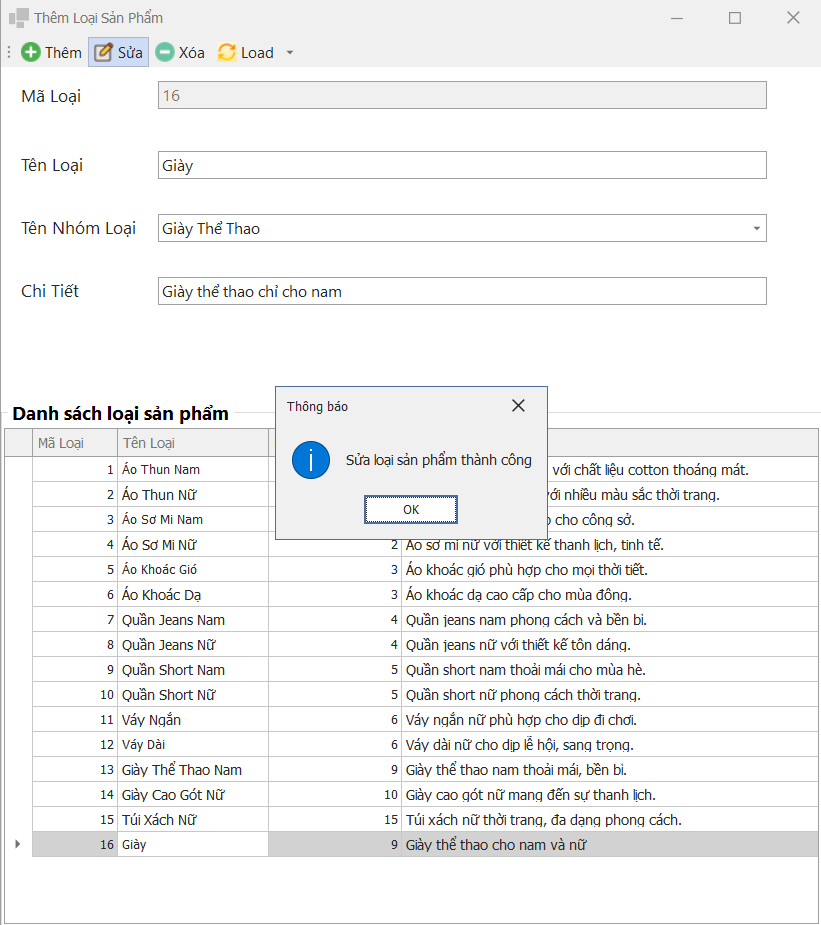 Thêm Loại Sản Phẩm
Thêm Sửa Xóa Load
Mã Loại 16
Tên Loại Giày
Tên Nhóm Loại Giày Thể Thao
Chi Tiết Giày thể thao chỉ cho nam
Danh sách loại sản phẩm
Thông báo
Sửa loại sản phẩm thành công
OK
Mã Loại Tên Loại
1 Áo Thun Nam với chất liệu cotton thoáng mát.
2 Áo Thun Nữ với nhiều màu sắc thời trang.
3 Áo Sơ Mi Nam cho công sở.
4 Áo Sơ Mi Nữ 2 Áo sơ mi nữ với thiết kế thanh lịch, tinh tế.
5 Áo Khoác Gió 3 Áo khoác gió phù hợp cho mọi thời tiết.
6 Áo Khoác Dạ 3 Áo khoác dạ cao cấp cho mùa đông.
7 Quần Jeans Nam 4 Quần jeans nam phong cách và bền bỉ.
8 Quần Jeans Nữ 4 Quần jeans nữ với thiết kế tôn dáng.
9 Quần Short Nam 5 Quần short nam thoải mái cho mùa hè.
10 Quần Short Nữ 5 Quần short nữ phong cách thời trang.
11 Váy Ngắn 6 Váy ngắn nữ phù hợp cho dịp đi chơi.
12 Váy Dài 6 Váy dài nữ cho dịp lễ hội, sang trọng.
13 Giày Thể Thao Nam 9 Giày thể thao nam thoải mái, bền bỉ.
14 Giày Cao Gót Nữ 10 Giày cao gót nữ mang đến sự thanh lịch.
15 Túi Xách Nữ 15 Túi xách nữ thời trang, đa dạng phong cách.
16 Giày 9 Giày thể thao cho nam và nữ